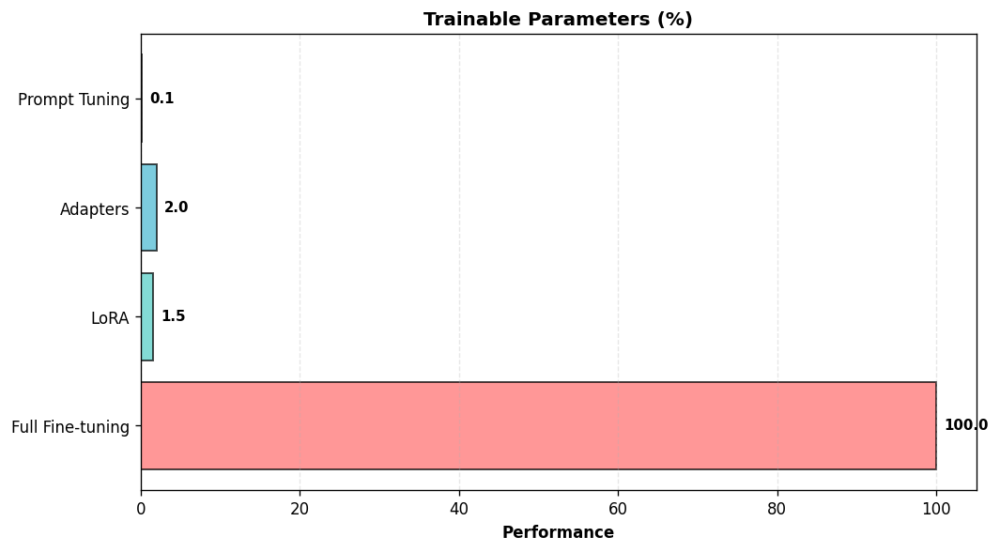 Trainable Parameters (%)
Prompt Tuning 0.1
Adapters 2.0
LoRA 1.5
Full Fine-tuning 100.0
0 20 40 60 80 100
Performance